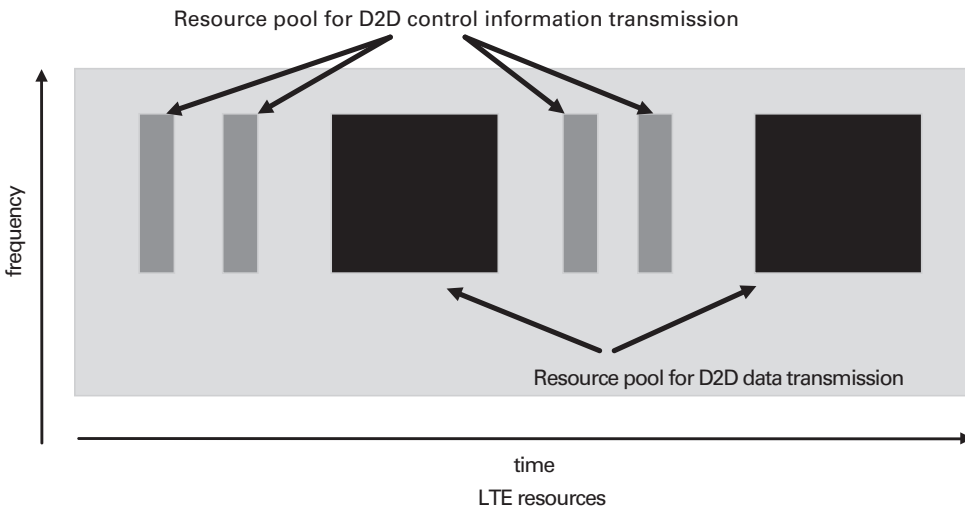 Resource pool for D2D control information transmission
frequency
Resource pool for D2D data transmission
time
LTE resources